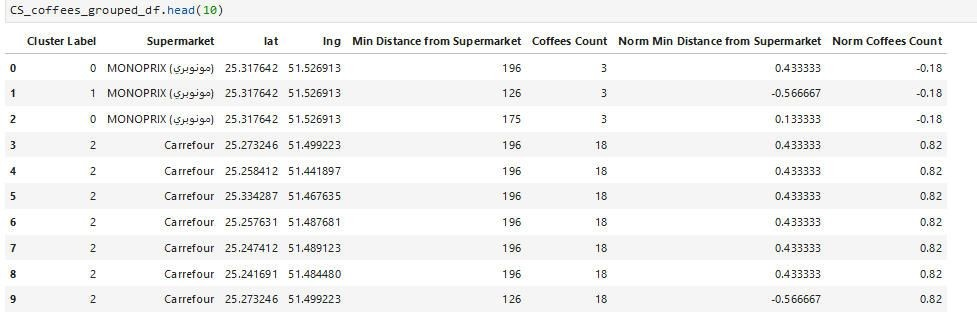 CS_coffees_grouped_df.head(10)
Cluster Label Supermarket lat lng Min Distance from Supermarket Coffees Count Norm Min Distance from Supermarket Norm Coffees Count
0 0 MONOPRIX (مونوبري) 25.317642 51.526913 196 3 0.433333 -0.18
1 1 MONOPRIX (مونوبري) 25.317642 51.526913 126 3 -0.566667 -0.18
2 0 MONOPRIX (مونوبري) 25.317642 51.526913 175 3 0.133333 -0.18
3 2 Carrefour 25.273246 51.499223 196 18 0.433333 0.82
4 2 Carrefour 25.258412 51.441897 196 18 0.433333 0.82
5 2 Carrefour 25.334287 51.467635 196 18 0.433333 0.82
6 2 Carrefour 25.257631 51.487681 196 18 0.433333 0.82
7 2 Carrefour 25.247412 51.489123 196 18 0.433333 0.82
8 2 Carrefour 25.241691 51.484480 196 18 0.433333 0.82
9 2 Carrefour 25.273246 51.499223 126 18 -0.566667 0.82